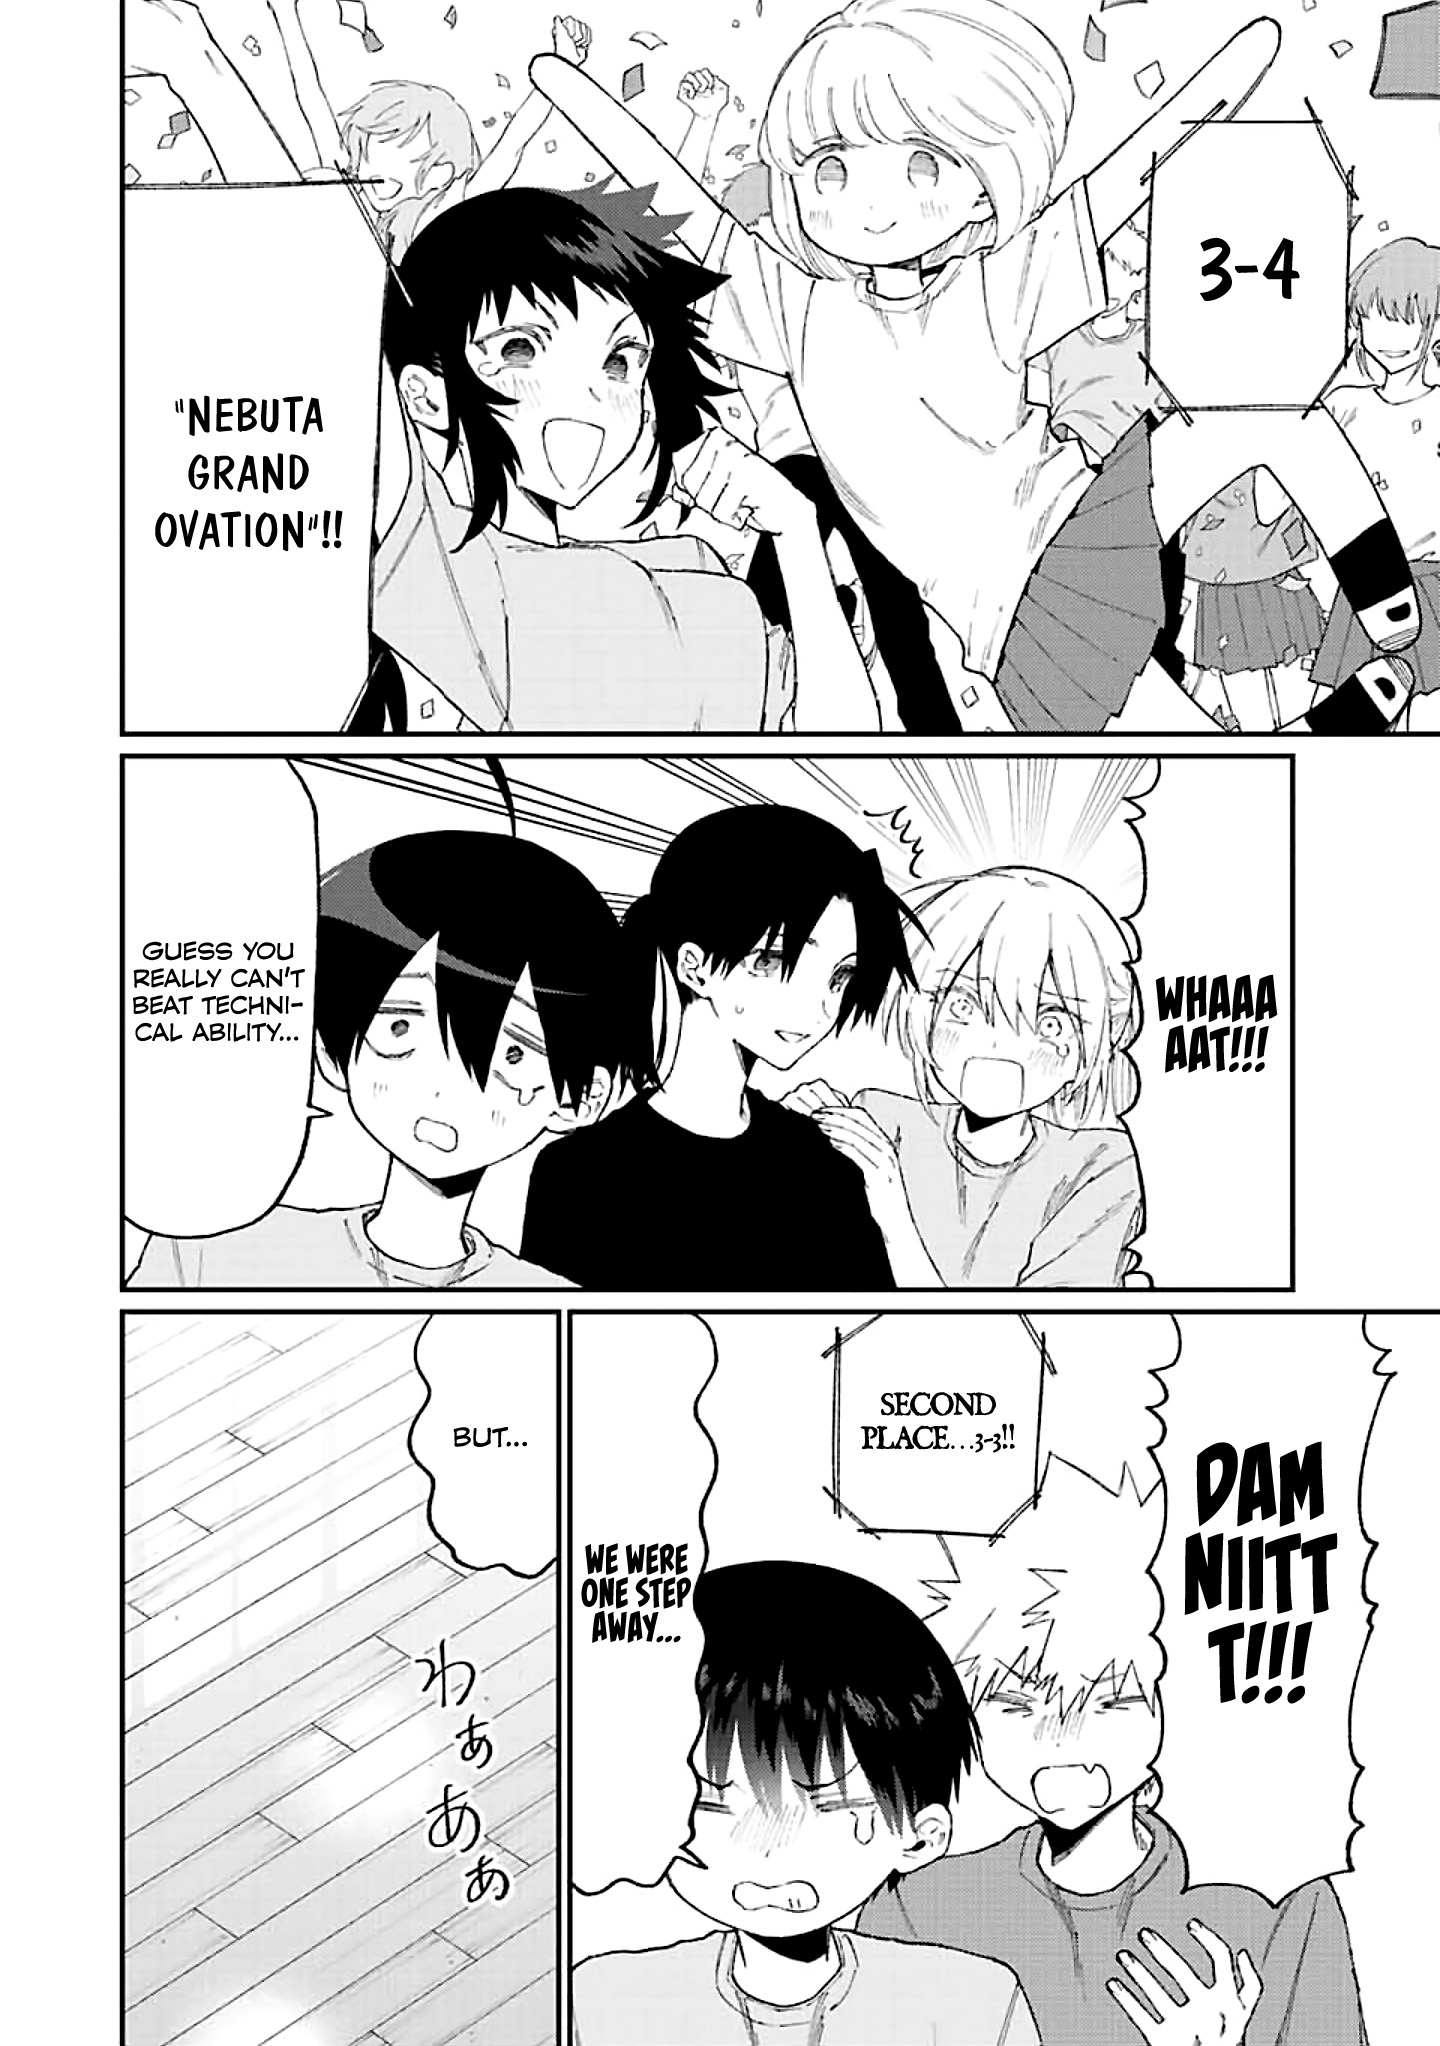 3-4
"NEBUTA
GRAND
OVATION"!!
WHAAA
AAT!!!
GUESS YOU
REALLY CAN'T
BEAT TECHNI-
CAL ABILITY...
SECOND
PLACE...3-3!!
DAM
NIITT
T!!!
WE WERE
ONE STEP
AWAY...
BUT...
わぁぁあぁ